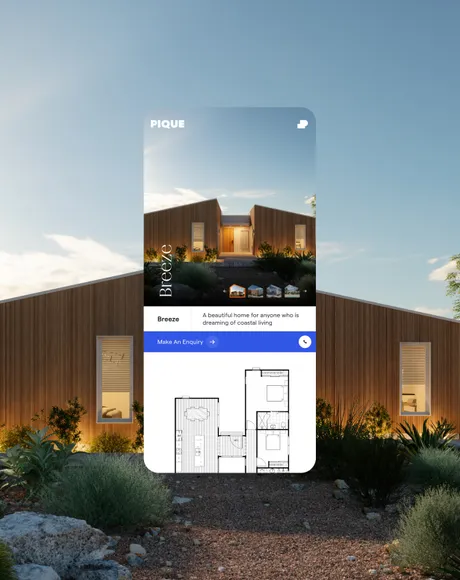 PIQUE
Breeze
Breeze
A beautiful home for anyone who is
dreaming of coastal living
Make An Enquiry